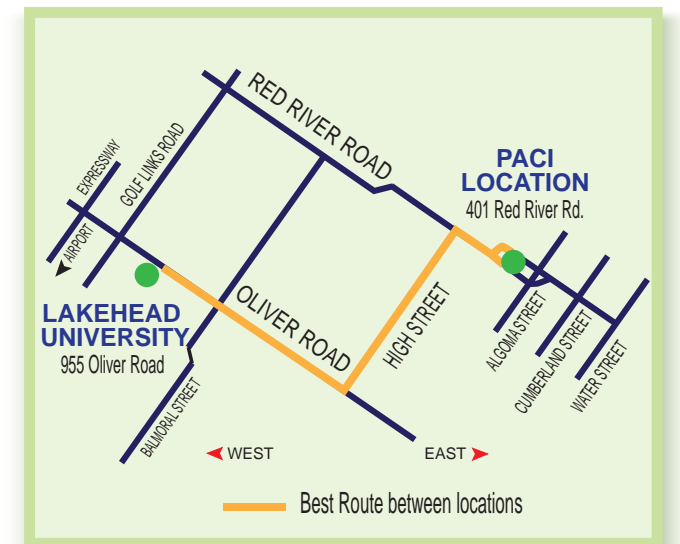 RED RIVER ROAD
EXPRESSWAY
GOLF LINKS ROAD
AIRPORT
PACI
LOCATION
401 Red River Rd.
LAKEHEAD
UNIVERSITY
955 Oliver Road
OLIVER ROAD
HIGH STREET
ALGOMA STREET
CUMBERLAND STREET
WATER STREET
BALMORAL STREET
WEST
EAST
Best Route between locations